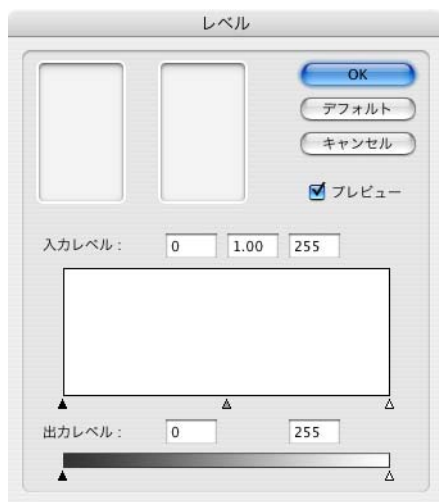 レベル
OK
デフォルト
キャンセル
プレビュー
入力レベル : 0 1.00 255
出力レベル : 0 255